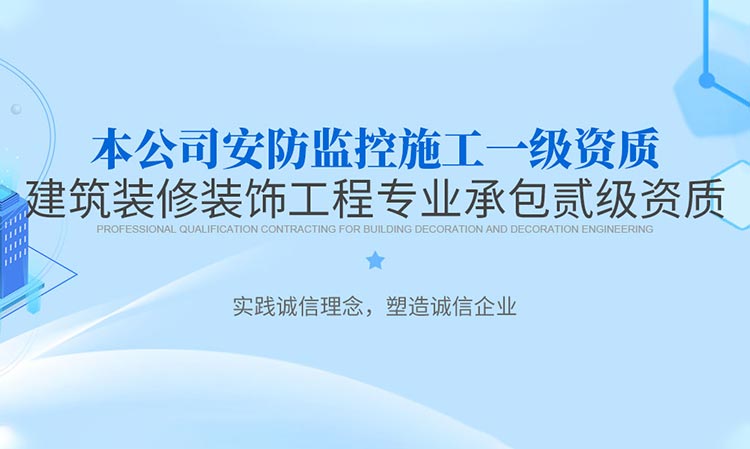 本公司安防监控施工一级资质
建筑装修装饰工程专业承包贰级资质
PROFESSIONAL QUALIFICATION CONTRACTING FOR BUILDING DECORATION AND DECORATION ENGINEERING
实践诚信理念，塑造诚信企业